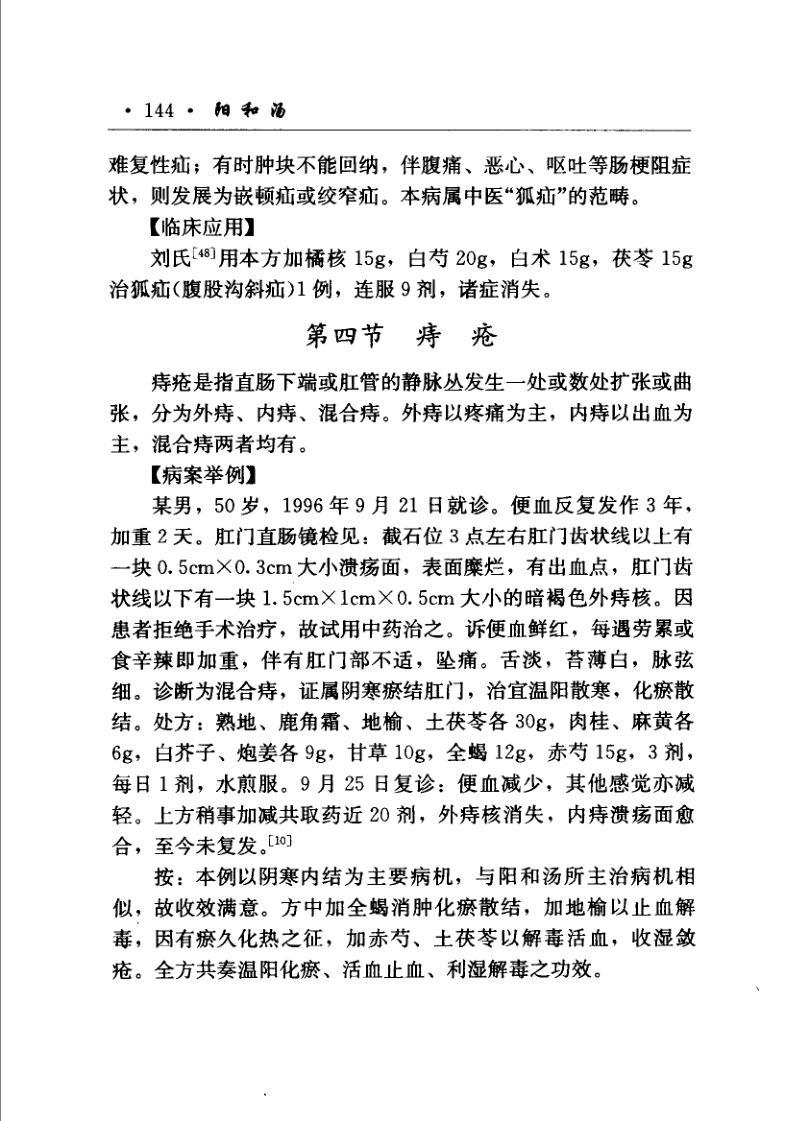 · 144 · 阳和汤
难复性疝；有时肿块不能回纳，伴腹痛、恶心、呕吐等肠梗阻症
状，则发展为嵌顿疝或绞窄疝。本病属中医“狐疝”的范畴。
【临床应用】
刘氏[48]用本方加橘核 15g，白芍 20g，白术 15g，茯苓 15g
治狐疝(腹股沟斜疝)1 例，连服 9 剂，诸症消失。
第四节　痔　疮
痔疮是指直肠下端或肛管的静脉丛发生一处或数处扩张或曲
张，分为外痔、内痔、混合痔。外痔以疼痛为主，内痔以出血为
主，混合痔两者均有。
【病案举例】
某男，50 岁，1996 年 9 月 21 日就诊。便血反复发作 3 年，
加重 2 天。肛门直肠镜检见：截石位 3 点左右肛门齿状线以上有
一块 0.5cm×0.3cm 大小溃疡面，表面糜烂，有出血点，肛门齿
状线以下有一块 1.5cm×1cm×0.5cm 大小的暗褐色外痔核。因
患者拒绝手术治疗，故试用中药治之。诉便血鲜红，每遇劳累或
食辛辣即加重，伴有肛门部不适，坠痛。舌淡，苔薄白，脉弦
细。诊断为混合痔，证属阴寒瘀结肛门，治宜温阳散寒，化瘀散
结。处方：熟地、鹿角霜、地榆、土茯苓各 30g，肉桂、麻黄各
6g，白芥子、炮姜各 9g，甘草 10g，全蝎 12g，赤芍 15g，3 剂，
每日 1 剂，水煎服。9 月 25 日复诊：便血减少，其他感觉亦减
轻。上方稍事加减共取药近 20 剂，外痔核消失，内痔溃疡面愈
合，至今未复发。[10]
按：本例以阴寒内结为主要病机，与阳和汤所主治病机相
似，故收效满意。方中加全蝎消肿化瘀散结，加地榆以止血解
毒，因有瘀久化热之征，加赤芍、土茯苓以解毒活血，收湿敛
疮。全方共奏温阳化瘀、活血止血、利湿解毒之功效。